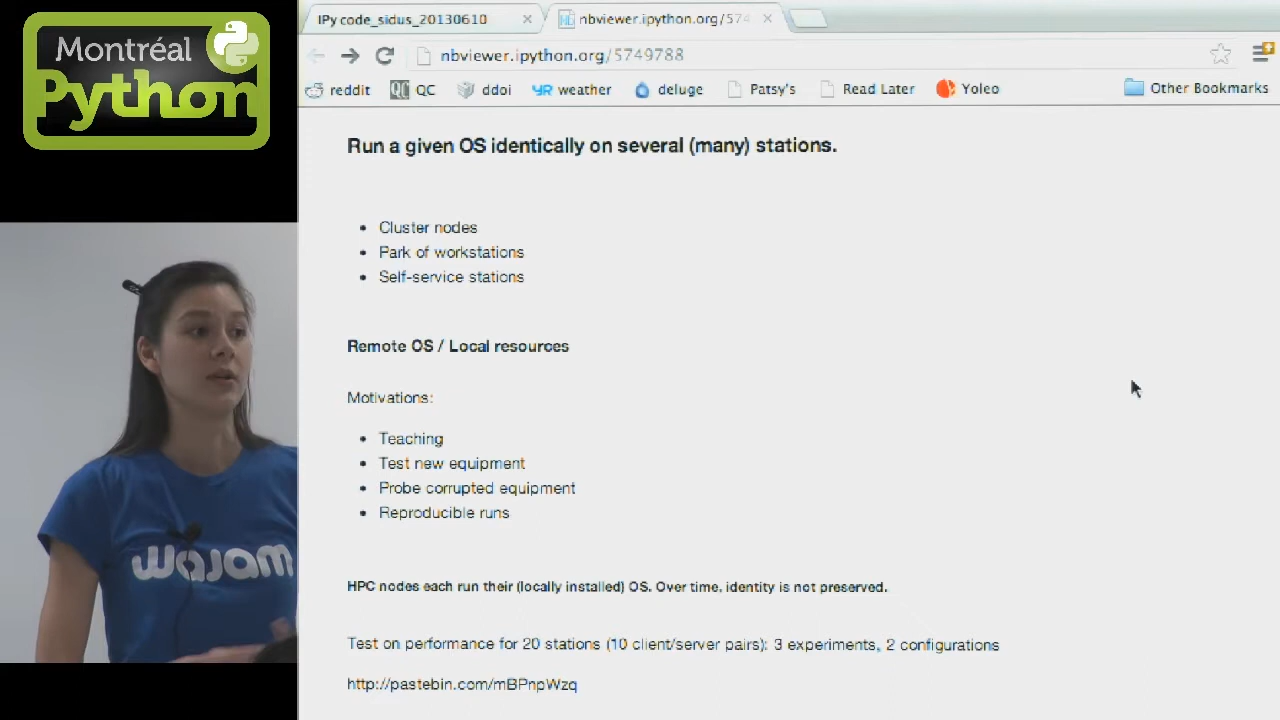 Montréal
Python
IPy code_sidus_20130610
nbviewer.ipython.org/574
nbviewer.ipython.org/5749788
reddit
QC QC
ddoi
weather
deluge
Patsy's
Read Later
Yoleo
Other Bookmarks
Run a given OS identically on several (many) stations.
Cluster nodes
Park of workstations
Self-service stations
Remote OS / Local resources
Motivations:
Teaching
Test new equipment
Probe corrupted equipment
Reproducible runs
wajam
HPC nodes each run their (locally installed) OS. Over time, identity is not preserved.
Test on performance for 20 stations (10 client/server pairs): 3 experiments, 2 configurations
http://pastebin.com/mBPnpWzq